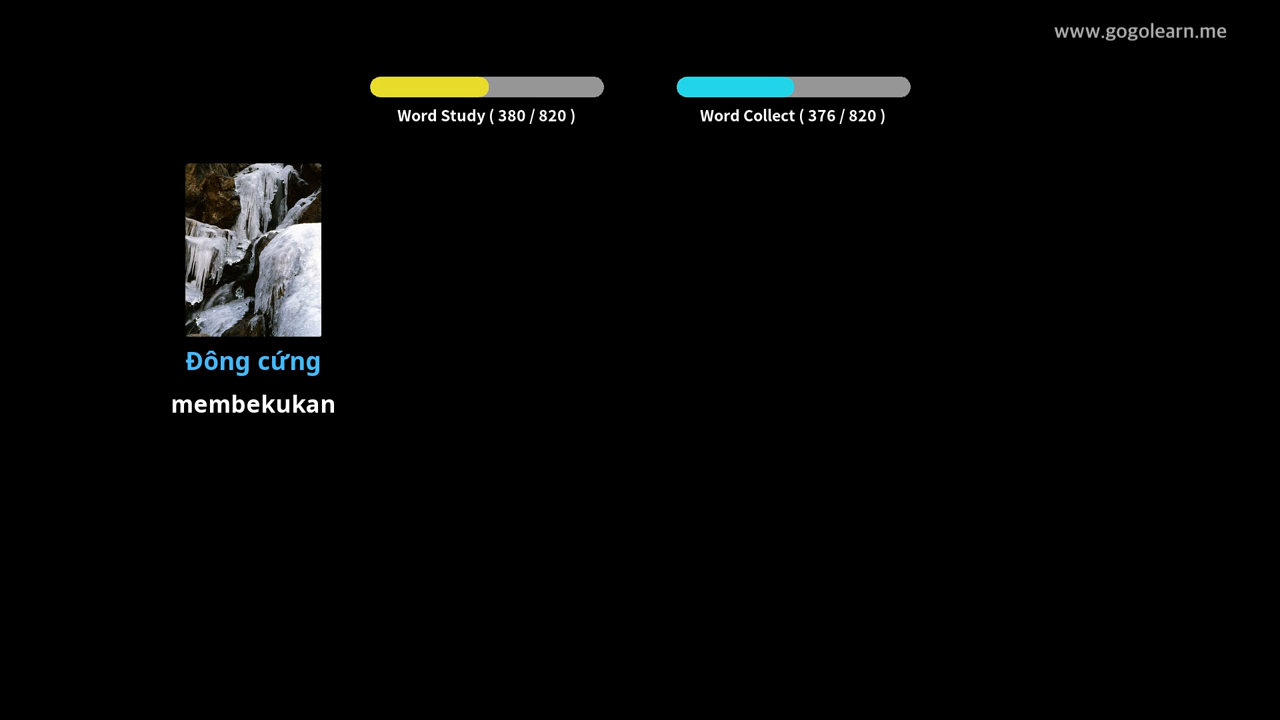 www.gogolearn.me
Word Study ( 380 / 820 )
Word Collect ( 376 / 820 )
Đông cứng
membekukan